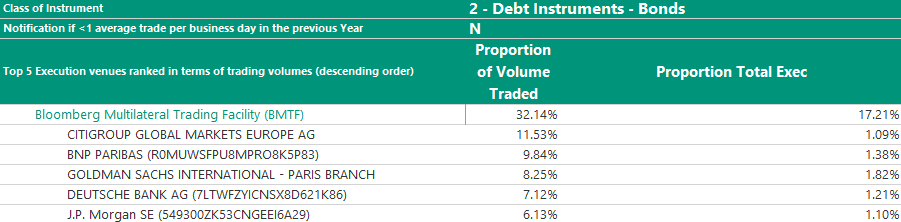 Class of Instrument 2 - Debt Instruments - Bonds
Notification if <1 average trade per business day in the previous Year N
Top 5 Execution venues ranked in terms of trading volumes (descending order) Proportion of Volume Traded Proportion Total Exec
Bloomberg Multilateral Trading Facility (BMTF) 32.14% 17.21%
CITIGROUP GLOBAL MARKETS EUROPE AG 11.53% 1.09%
BNP PARIBAS (R0MUWSFPU8MPRO8K5P83) 9.84% 1.38%
GOLDMAN SACHS INTERNATIONAL - PARIS BRANCH 8.25% 1.82%
DEUTSCHE BANK AG (7LTWFZYICNSX8D621K86) 7.12% 1.21%
J.P. Morgan SE (549300ZK53CNGEEI6A29) 6.13% 1.10%